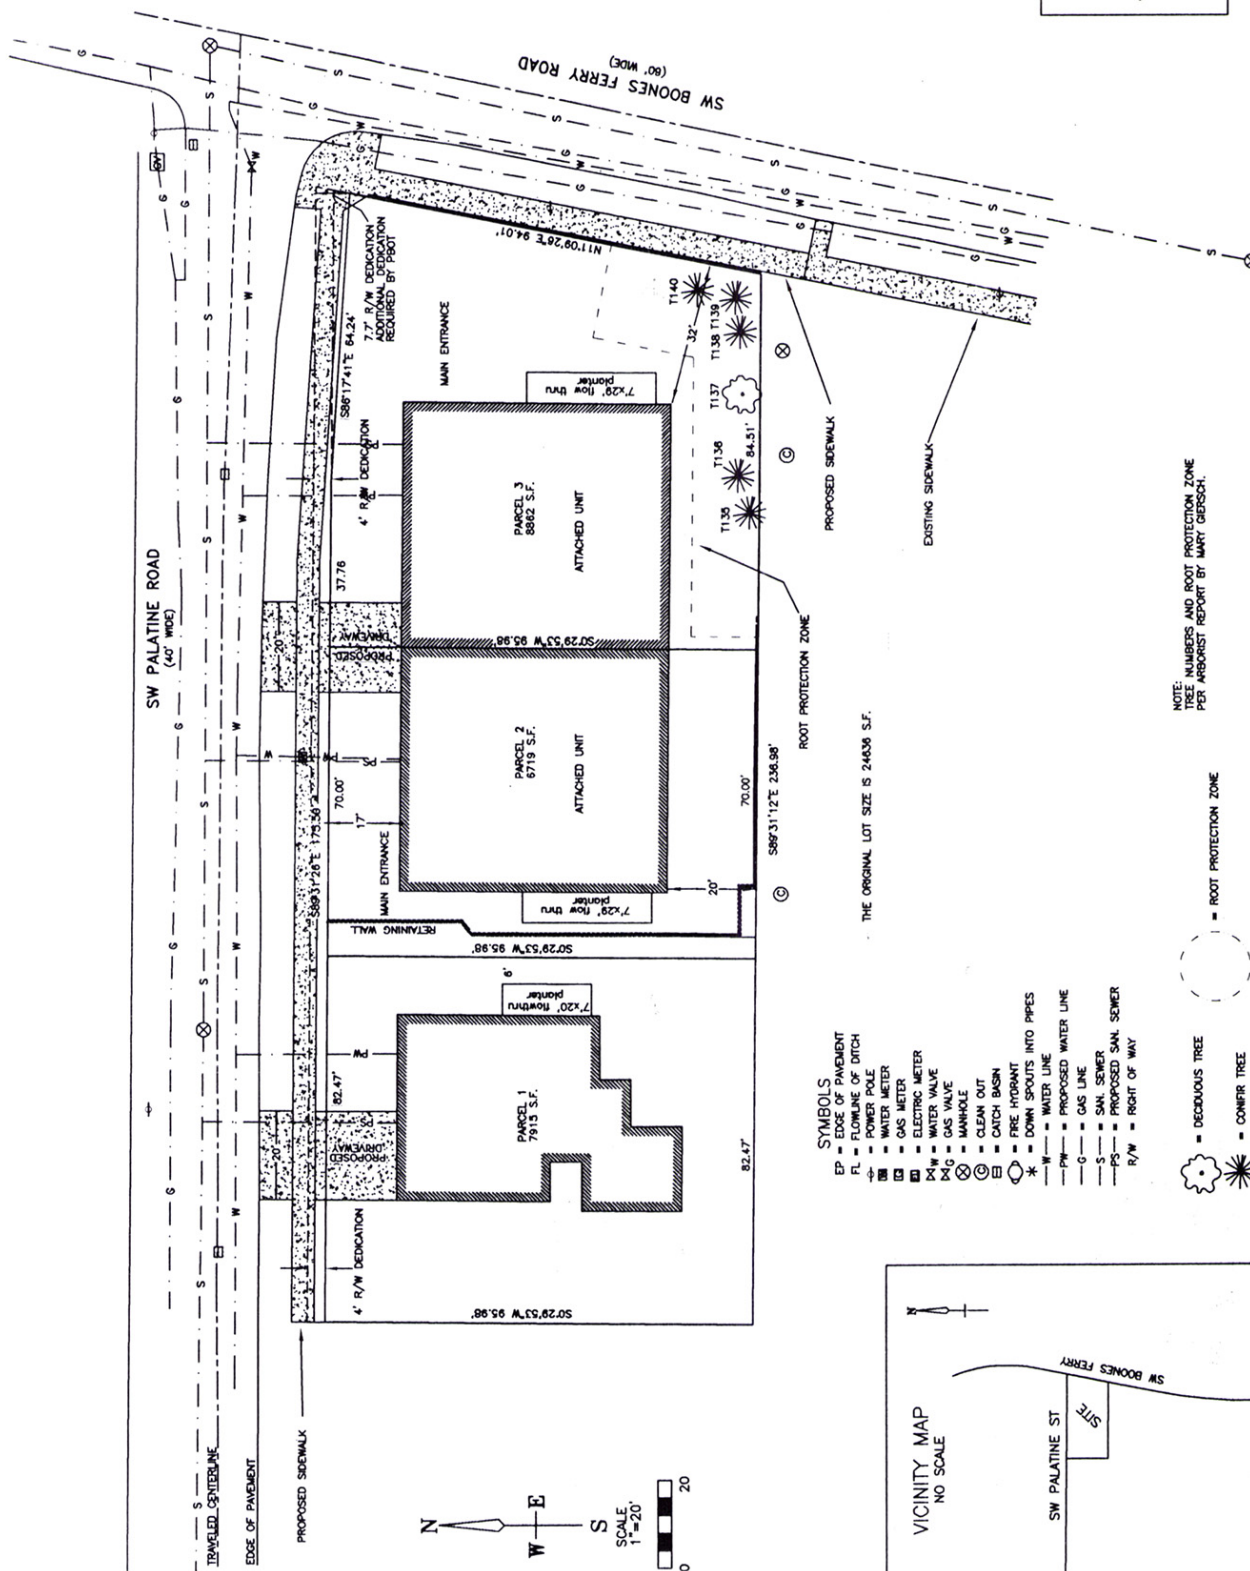 SW BOONES FERRY ROAD
(60' WIDE)
SW PALATINE ROAD
(40' WIDE)
N11°09'26"E 94.01'
7.7' R/W DEDICATION
ADDITIONAL DEDICATION
REQUIRED BY PBOT
S86°17'41"E 64.24'
MAIN ENTRANCE
7'x29' flow thru
planter
4' R/W DEDICATION
37.76
PARCEL 3
8862 S.F.
ATTACHED UNIT
T140
T139
T138
T137
T136
T135
32'
84.51'
PROPOSED SIDEWALK
EXISTING SIDEWALK
ROOT PROTECTION ZONE
20'
PROPOSED
DRIVEWAY
S0°29'53"W 95.98'
PARCEL 2
6719 S.F.
ATTACHED UNIT
70.00'
17'
MAIN ENTRANCE
7'x29' flow thru
planter
20'
70.00'
S89°31'12"E 236.98'
RETAINING WALL
S0°29'53"W 95.98'
6'
7'x20' flowthru
planter
PW
82.47'
PARCEL 1
7915 S.F.
20'
PROPOSED
DRIVEWAY
82.47'
4' R/W DEDICATION
S0°29'53"W 95.98'
TRAVELED CENTERLINE
EDGE OF PAVEMENT
PROPOSED SIDEWALK
THE ORIGINAL LOT SIZE IS 24636 S.F.
NOTE:
TREE NUMBERS AND ROOT PROTECTION ZONE
PER ARBORIST REPORT BY MARY GIERSCH.
SYMBOLS
EP = EDGE OF PAVEMENT
FL = FLOWLINE OF DITCH
= POWER POLE
= WATER METER
= GAS METER
= ELECTRIC METER
W = WATER VALVE
G = GAS VALVE
= MANHOLE
C = CLEAN OUT
= CATCH BASIN
= FIRE HYDRANT
= DOWN SPOUTS INTO PIPES
W = WATER LINE
PW = PROPOSED WATER LINE
G = GAS LINE
S = SAN. SEWER
PS = PROPOSED SAN. SEWER
R/W = RIGHT OF WAY
= ROOT PROTECTION ZONE
= DECIDUOUS TREE
= CONIFIR TREE
N
W E
S
SCALE
1"=20'
0 20
VICINITY MAP
NO SCALE
N
SW BOONES FERRY
SW PALATINE ST
SITE